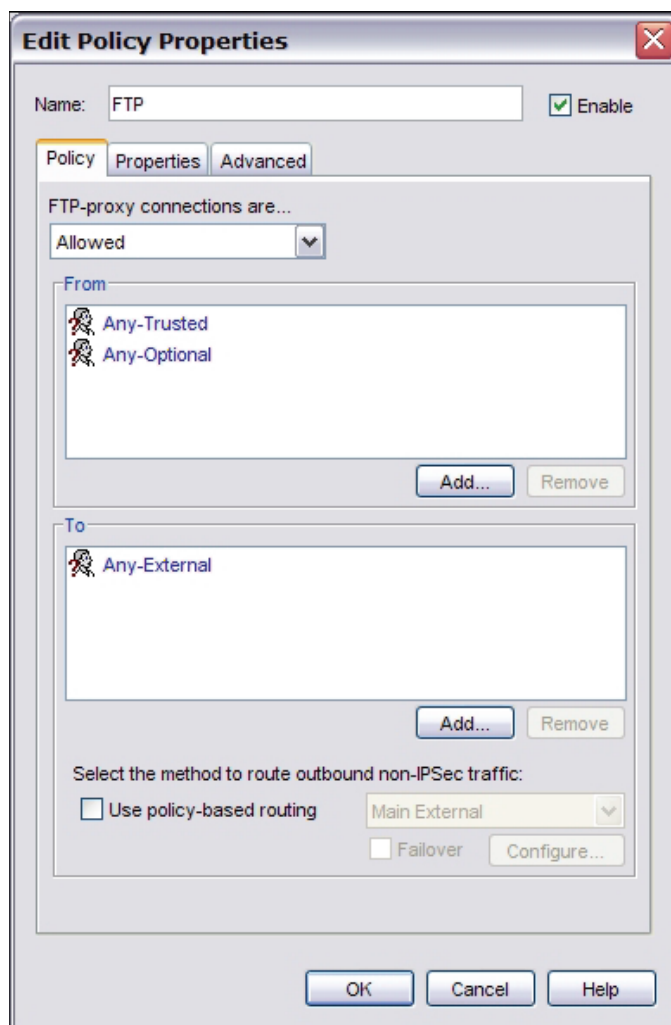 Edit Policy Properties
Name: FTP Enable
Policy Properties Advanced
FTP-proxy connections are...
Allowed
From
Any-Trusted
Any-Optional
Add... Remove
To
Any-External
Add... Remove
Select the method to route outbound non-IPSec traffic:
Use policy-based routing Main External
Failover Configure...
OK Cancel Help